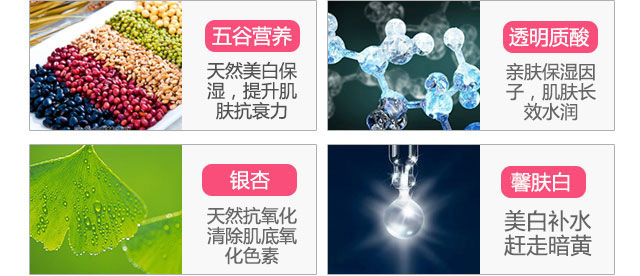 五谷营养
天然美白保
湿，提升肌
肤抗衰力
透明质酸
亲肤保湿因
子，肌肤长
效水润
银杏
天然抗氧化
清除肌底氧
化色素
馨肤白
美白补水
赶走暗黄